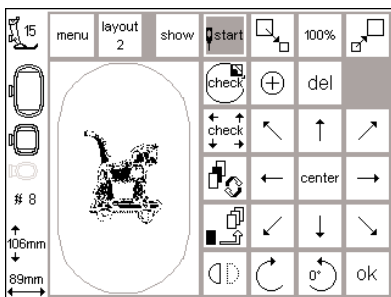 15
menu
layout
2
show
start
100%
check
del
check
center
# 8
106mm
89mm
0°
ok